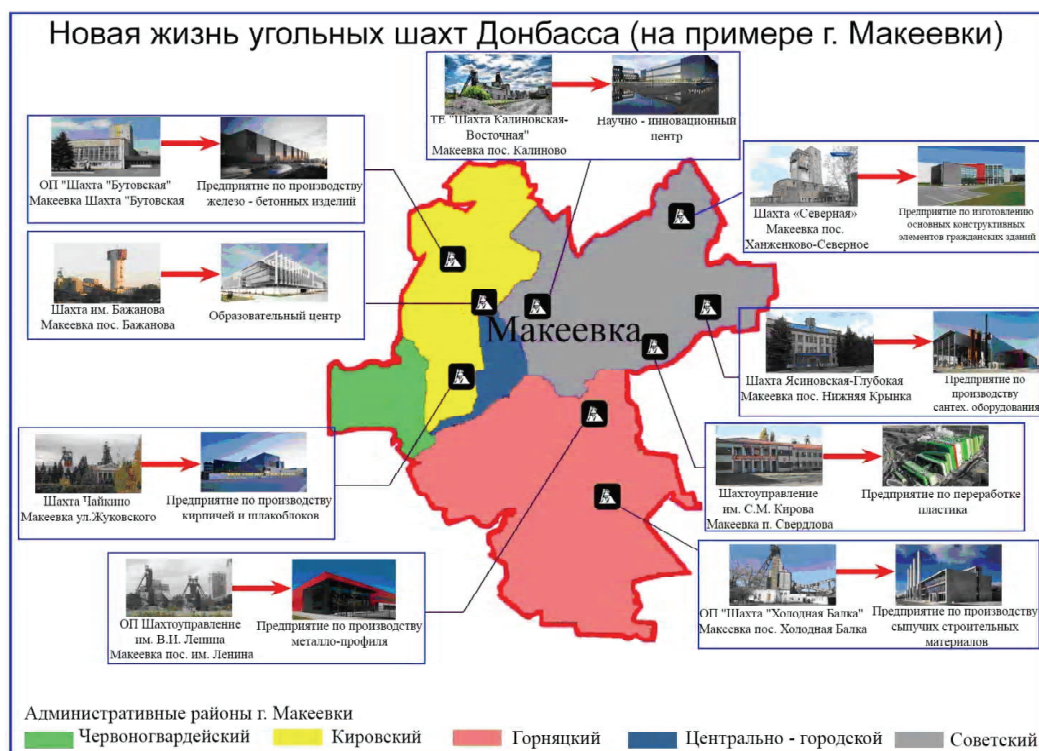 Новая жизнь угольных шахт Донбасса (на примере г. Макеевки)
ТЕ "Шахта Калиновская-
Восточная"
Макеевка пос. Калиново
Научно - инновационный
центр
ОП "Шахта "Бутовская"
Макеевка Шахта "Бутовская
Предприятие по производству
железо - бетонных изделий
Шахта «Северная»
Макеевка пос.
Ханженково-Северное
Предприятие по изготовлению
основных конструктивных
элементов гражданских зданий
Шахта им. Бажанова
Макеевка пос. Бажанова
Образовательный центр
Макеевка
Шахта Ясиновская-Глубокая
Макеевка пос. Нижняя Крынка
Предприятие по
производству
сантех. оборудования
Шахта Чайкино
Макеевка ул.Жуковского
Предприятие по производству
кирпичей и шлакоблоков
Шахтоуправление
им. С.М. Кирова
Макеевка п. Свердлова
Предприятие по переработке
пластика
ОП Шахтоуправление
им. В.И. Ленина
Макеевка пос. им. Ленина
Предприятие по производству
металло-профиля
ОП "Шахта "Холодная Балка"
Макеевка пос. Холодная Балка
Предприятие по производству
сыпучих строительных
материалов
Административные районы г. Макеевки
Червоногвардейский
Кировский
Горняцкий
Центрально - городской
Советский